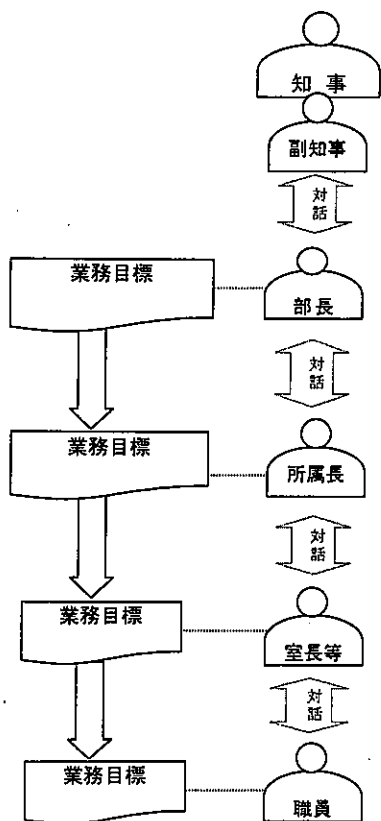 知事
副知事
対話
業務目標
部長
対話
業務目標
所属長
対話
業務目標
室長等
対話
業務目標
職員